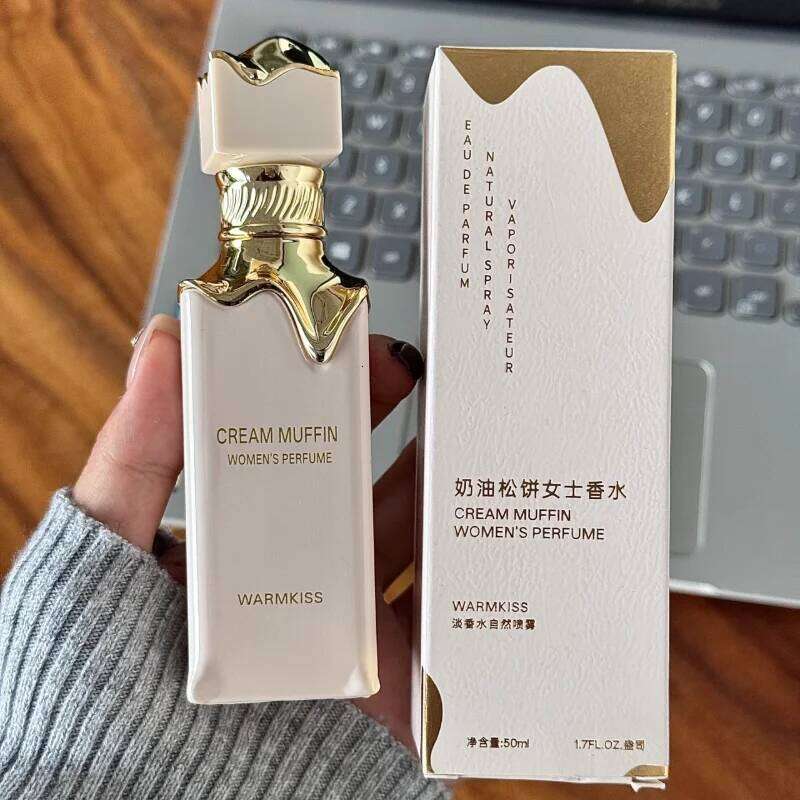 CREAM MUFFIN
WOMEN'S PERFUME
WARMKISS
EAU DE PARFUM
NATURAL SPRAY
VAPORISATEUR
奶油松饼女士香水
CREAM MUFFIN
WOMEN'S PERFUME
WARMKISS
淡香水自然喷雾
净含量:50ml
1.7FL.OZ.盎司